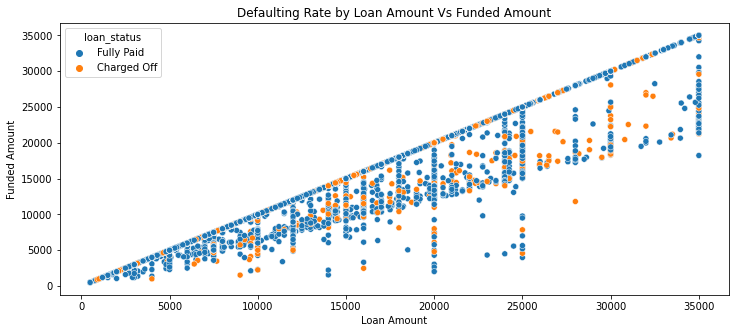 Defaulting Rate by Loan Amount Vs Funded Amount
loan_status
Fully Paid
Charged Off
35000
30000
25000
20000
15000
10000
5000
0
Funded Amount
0 5000 10000 15000 20000 25000 30000 35000
Loan Amount